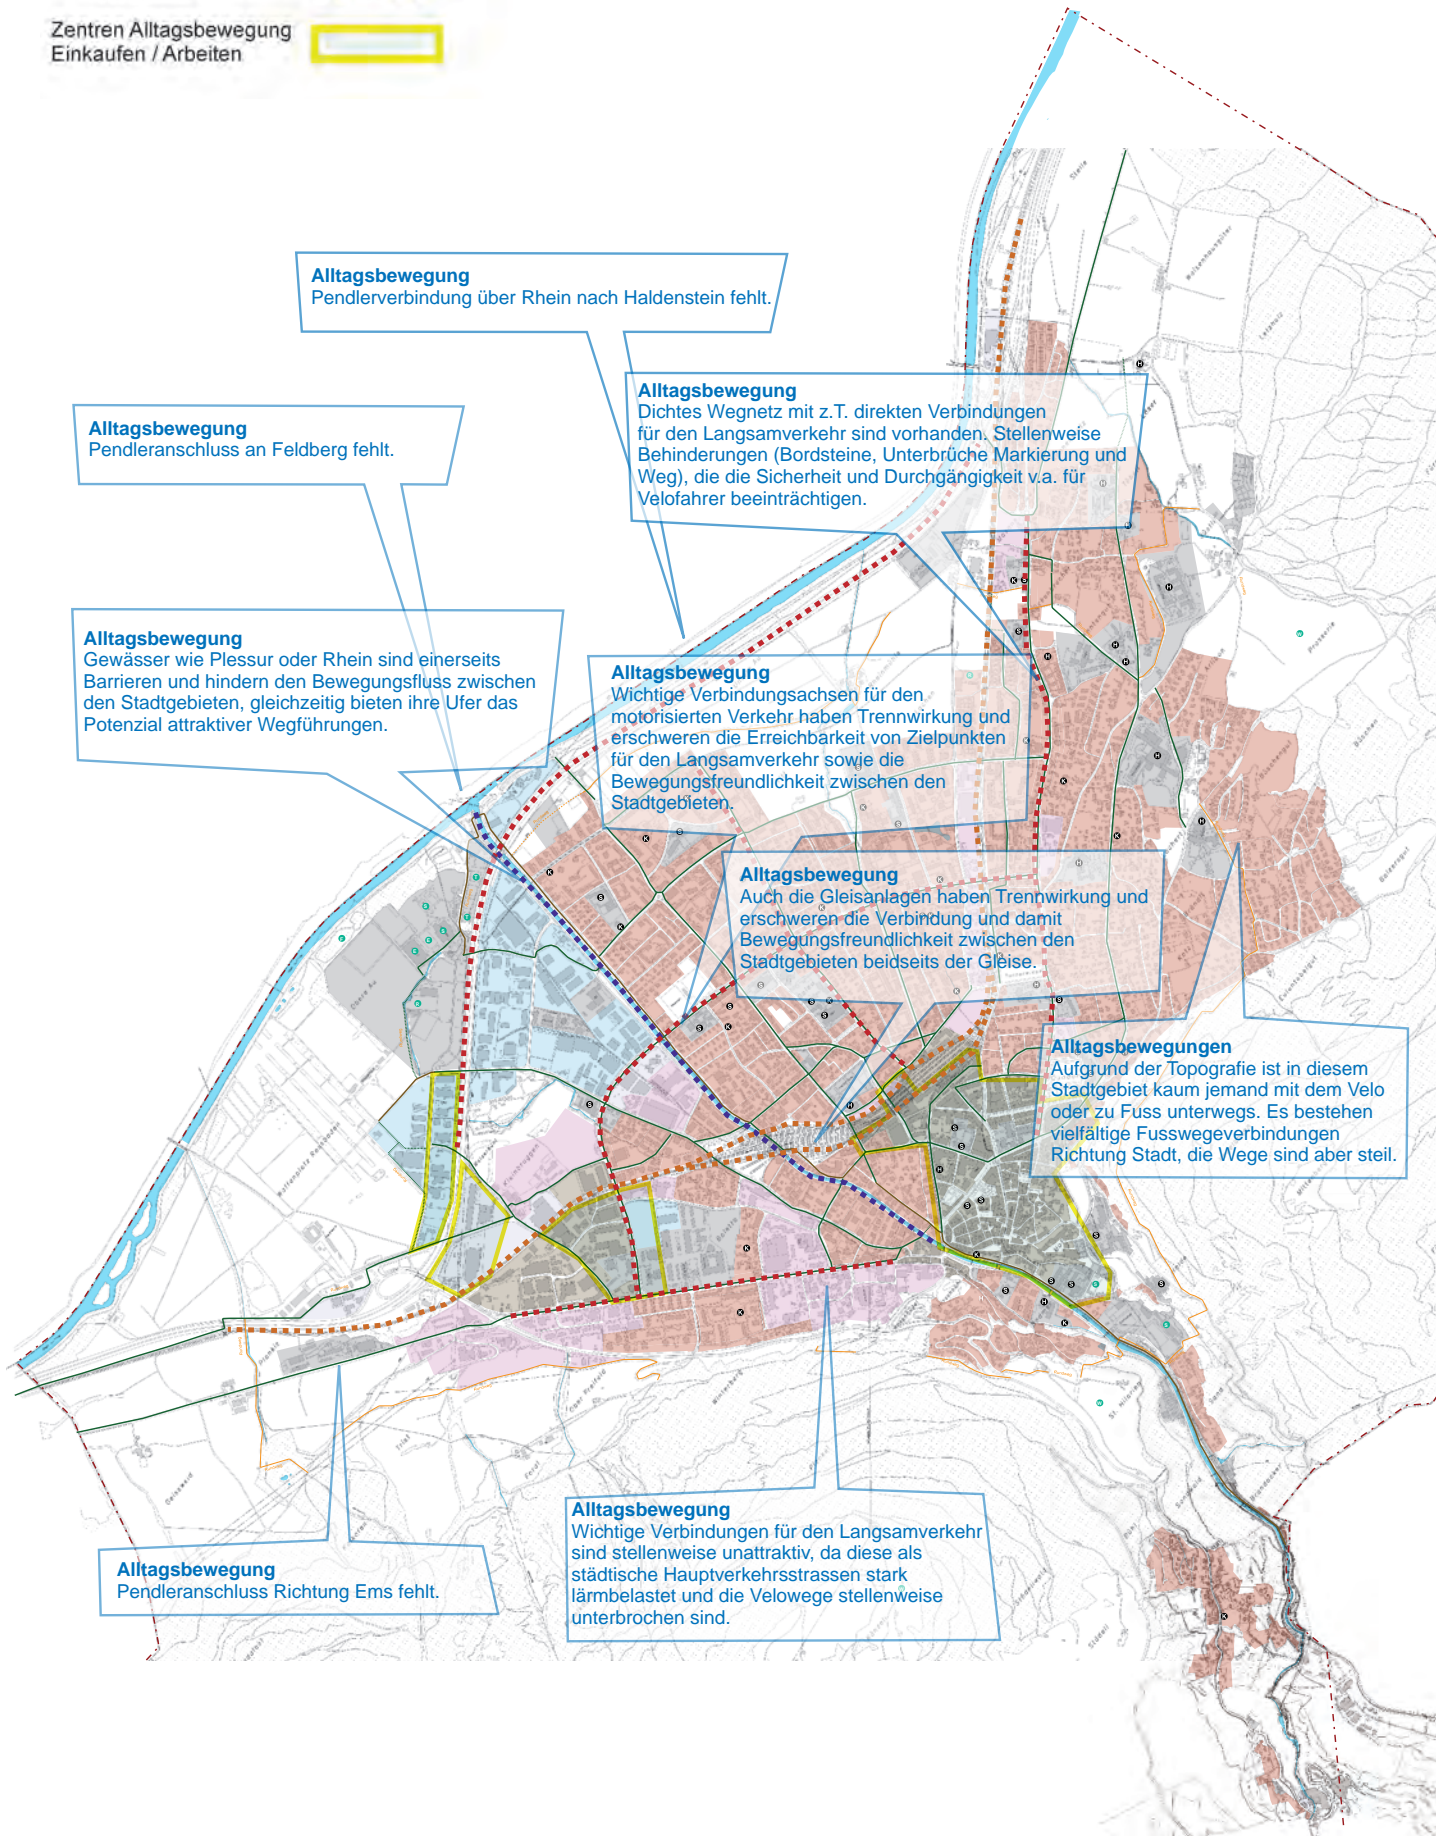 Zentren Alltagsbewegung
Einkaufen / Arbeiten
Alltagsbewegung
Pendlerverbindung über Rhein nach Haldenstein fehlt.
Alltagsbewegung
Dichtes Wegnetz mit z.T. direkten Verbindungen
für den Langsamverkehr sind vorhanden. Stellenweise
Behinderungen (Bordsteine, Unterbrüche Markierung und
Weg), die die Sicherheit und Durchgängigkeit v.a. für
Velofahrer beeinträchtigen.
Alltagsbewegung
Pendleranschluss an Feldberg fehlt.
Alltagsbewegung
Gewässer wie Plessur oder Rhein sind einerseits
Barrieren und hindern den Bewegungsfluss zwischen
den Stadtgebieten, gleichzeitig bieten ihre Ufer das
Potenzial attraktiver Wegführungen.
Alltagsbewegung
Wichtige Verbindungsachsen für den
motorisierten Verkehr haben Trennwirkung und
erschweren die Erreichbarkeit von Zielpunkten
für den Langsamverkehr sowie die
Bewegungsfreundlichkeit zwischen den
Stadtgebieten.
Alltagsbewegung
Auch die Gleisanlagen haben Trennwirkung und
erschweren die Verbindung und damit
Bewegungsfreundlichkeit zwischen den
Stadtgebieten beidseits der Gleise.
Alltagsbewegungen
Aufgrund der Topografie ist in diesem
Stadtgebiet kaum jemand mit dem Velo
oder zu Fuss unterwegs. Es bestehen
vielfältige Fusswegeverbindungen
Richtung Stadt, die Wege sind aber steil.
Alltagsbewegung
Wichtige Verbindungen für den Langsamverkehr
sind stellenweise unattraktiv, da diese als
städtische Hauptverkehrsstrassen stark
lärmbelastet und die Velowege stellenweise
unterbrochen sind.
Alltagsbewegung
Pendleranschluss Richtung Ems fehlt.